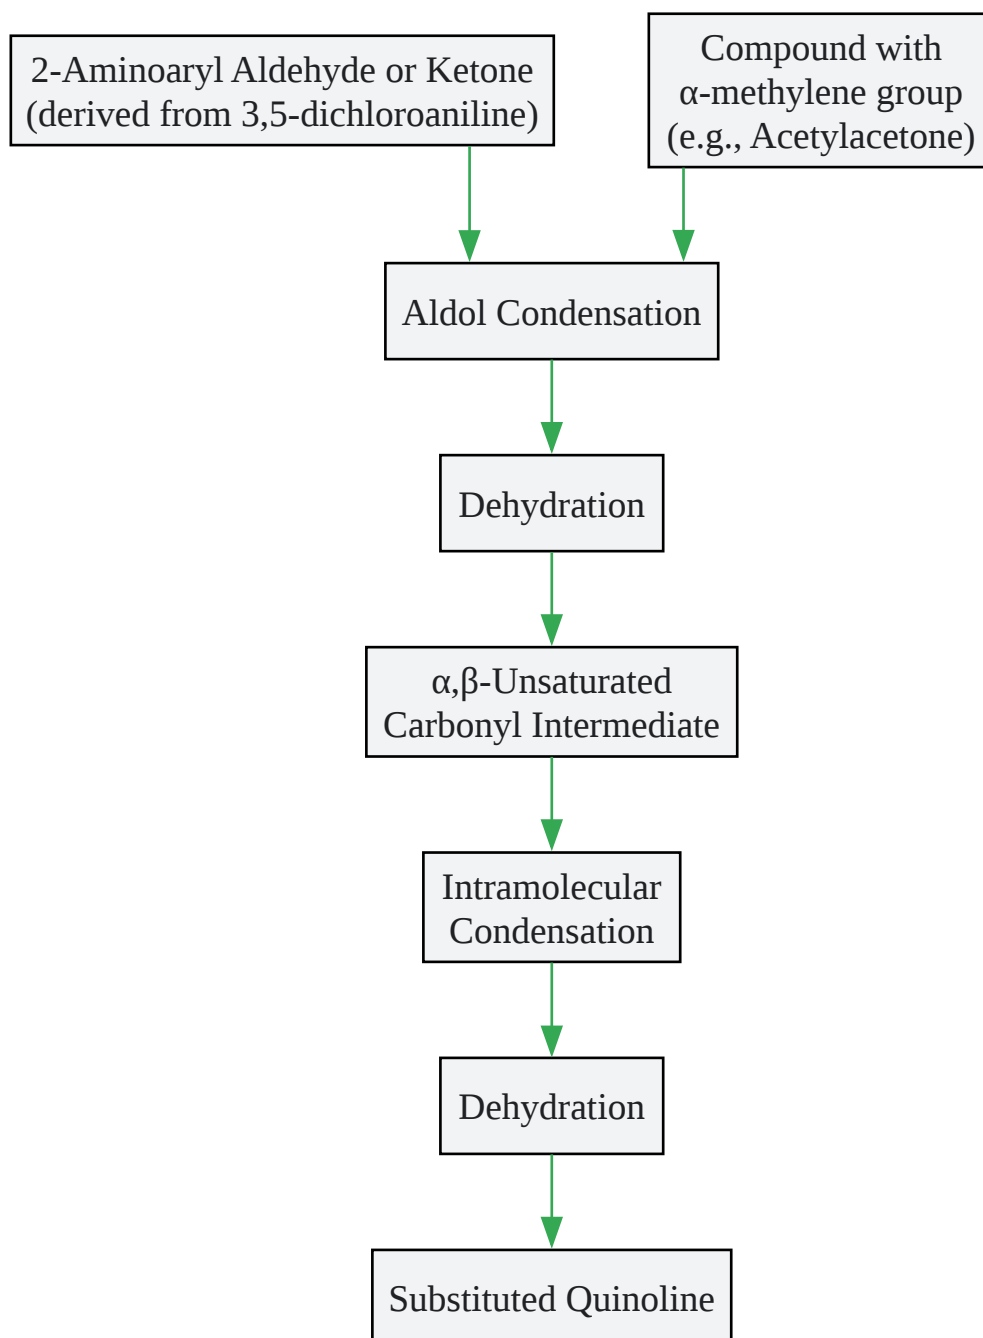 2-Aminoaryl Aldehyde or Ketone
(derived from 3,5-dichloroaniline)
Compound with
α-methylene group
(e.g., Acetylacetone)
Aldol Condensation
Dehydration
α,β-Unsaturated
Carbonyl Intermediate
Intramolecular
Condensation
Dehydration
Substituted Quinoline